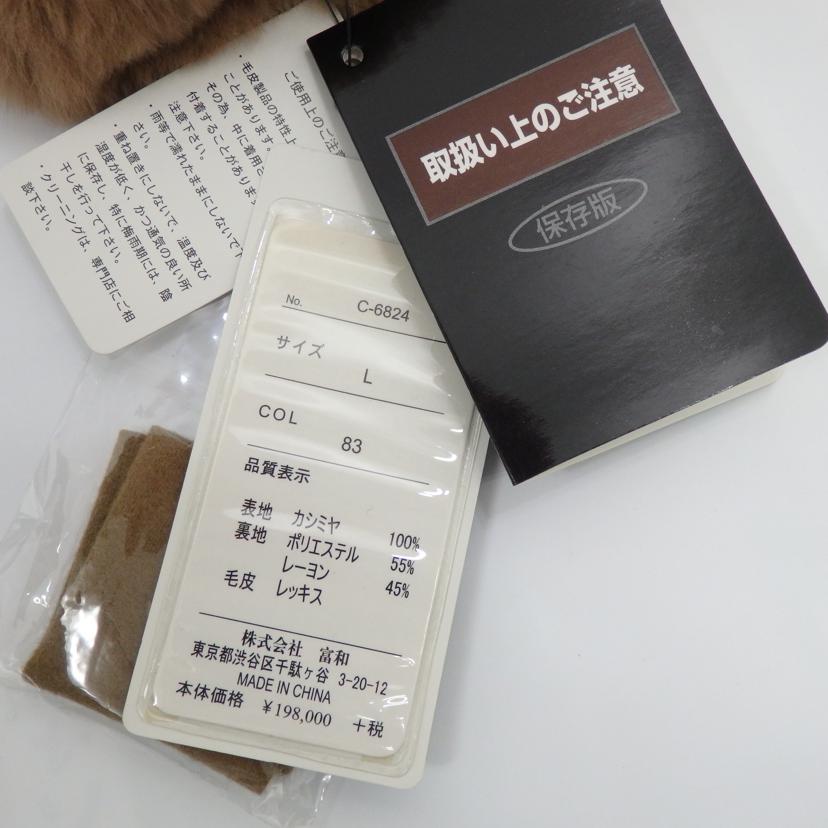 ご使用上のご注意
・毛皮製品の特性上
ことがあります。
その為、中に着用さ
付着することがあります
注意下さい。
・雨等で濡れたままにしないで下
さい。
・重ね置きにしないで、温度及び
湿度が低く、かつ通気の良い所
に保存し、特に梅雨期には、陰
干しを行って下さい。
・クリーニングは、専門店にご相
談下さい。
取扱い上のご注意
保存版
No. C-6824
サイズ
L
COL
83
品質表示
表地 カシミヤ 100%
裏地 ポリエステル 55%
レーヨン 45%
毛皮 レッキス
株式会社 富和
東京都渋谷区千駄ヶ谷 3-20-12
MADE IN CHINA
本体価格 ¥198,000 +税